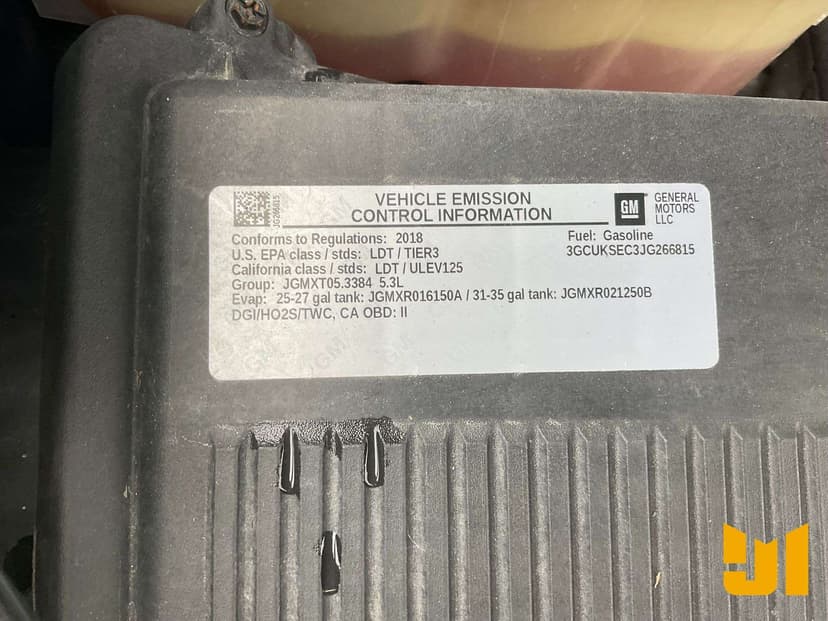 VEHICLE EMISSION
CONTROL INFORMATION
GM
GENERAL
MOTORS
LLC
JG266815
Conforms to Regulations: 2018
Fuel: Gasoline
U.S. EPA class / stds: LDT / TIER3
3GCUKSEC3JG266815
California class / stds: LDT / ULEV125
Group: JGMXT05.3384 5.3L
Evap: 25-27 gal tank: JGMXR016150A / 31-35 gal tank: JGMXR021250B
DGI/HO2S/TWC, CA OBD: II